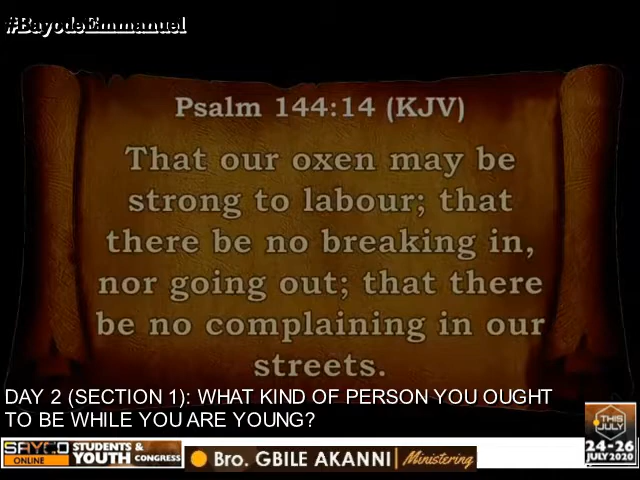 #BayodeEmmanuel
Psalm 144:14 (KJV)
That our oxen may be
strong to labour; that
there be no breaking in,
nor going out; that there
be no complaining in our
streets.
DAY 2 (SECTION 1): WHAT KIND OF PERSON YOU OUGHT
TO BE WHILE YOU ARE YOUNG?
SAYCO STUDENTS &
ONLINE YOUTH CONGRESS
Bro. GBILE AKANNI | Ministering
THIS
JULY
24-26
JULY 2020